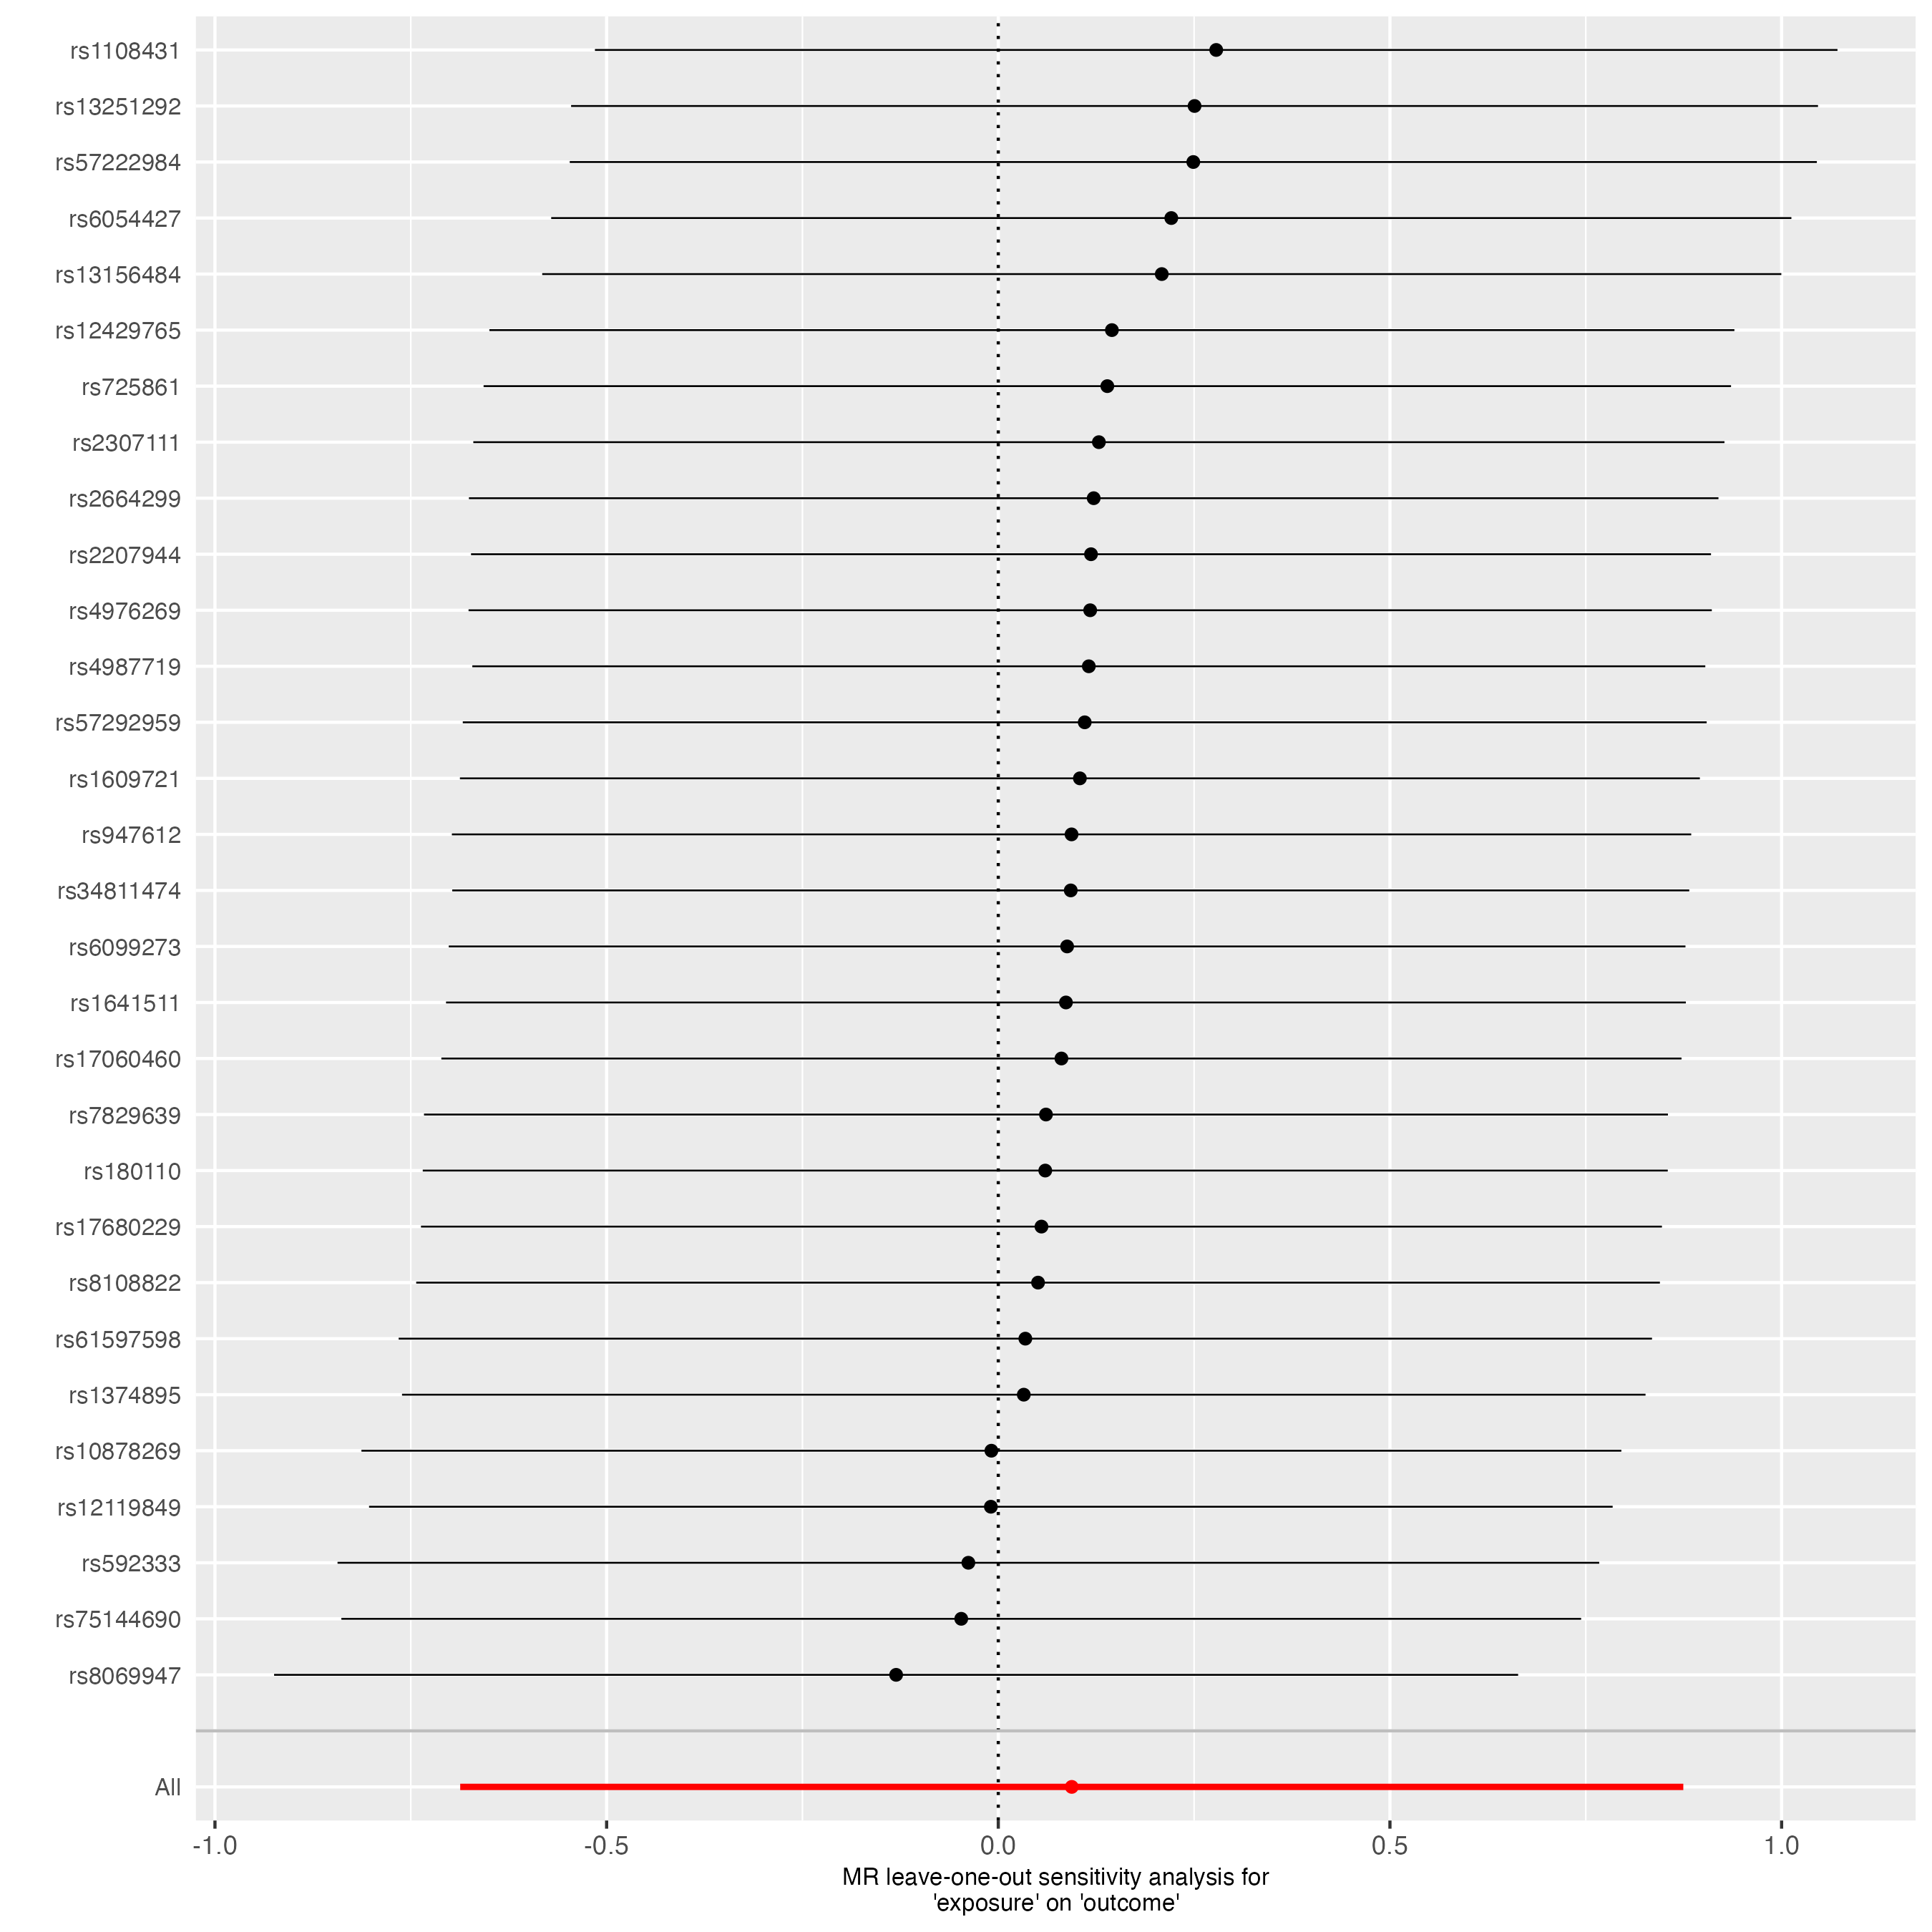 rs1108431
rs13251292
rs57222984
rs6054427
rs13156484
rs12429765
rs725861
rs2307111
rs2664299
rs2207944
rs4976269
rs4987719
rs57292959
rs1609721
rs947612
rs34811474
rs6099273
rs1641511
rs17060460
rs7829639
rs180110
rs17680229
rs8108822
rs61597598
rs1374895
rs10878269
rs12119849
rs592333
rs75144690
rs8069947
All
-1.0 -0.5 0.0 0.5 1.0
MR leave-one-out sensitivity analysis for
'exposure' on 'outcome'